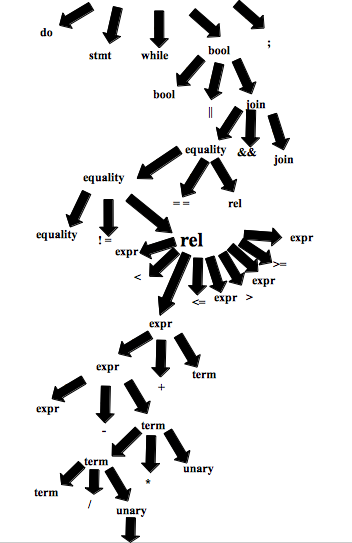 do stmt while bool ;
bool || join
equality && join
equality == rel
equality != rel
expr < expr <= expr > expr >= expr
expr + term
expr - term
term * unary
term / unary